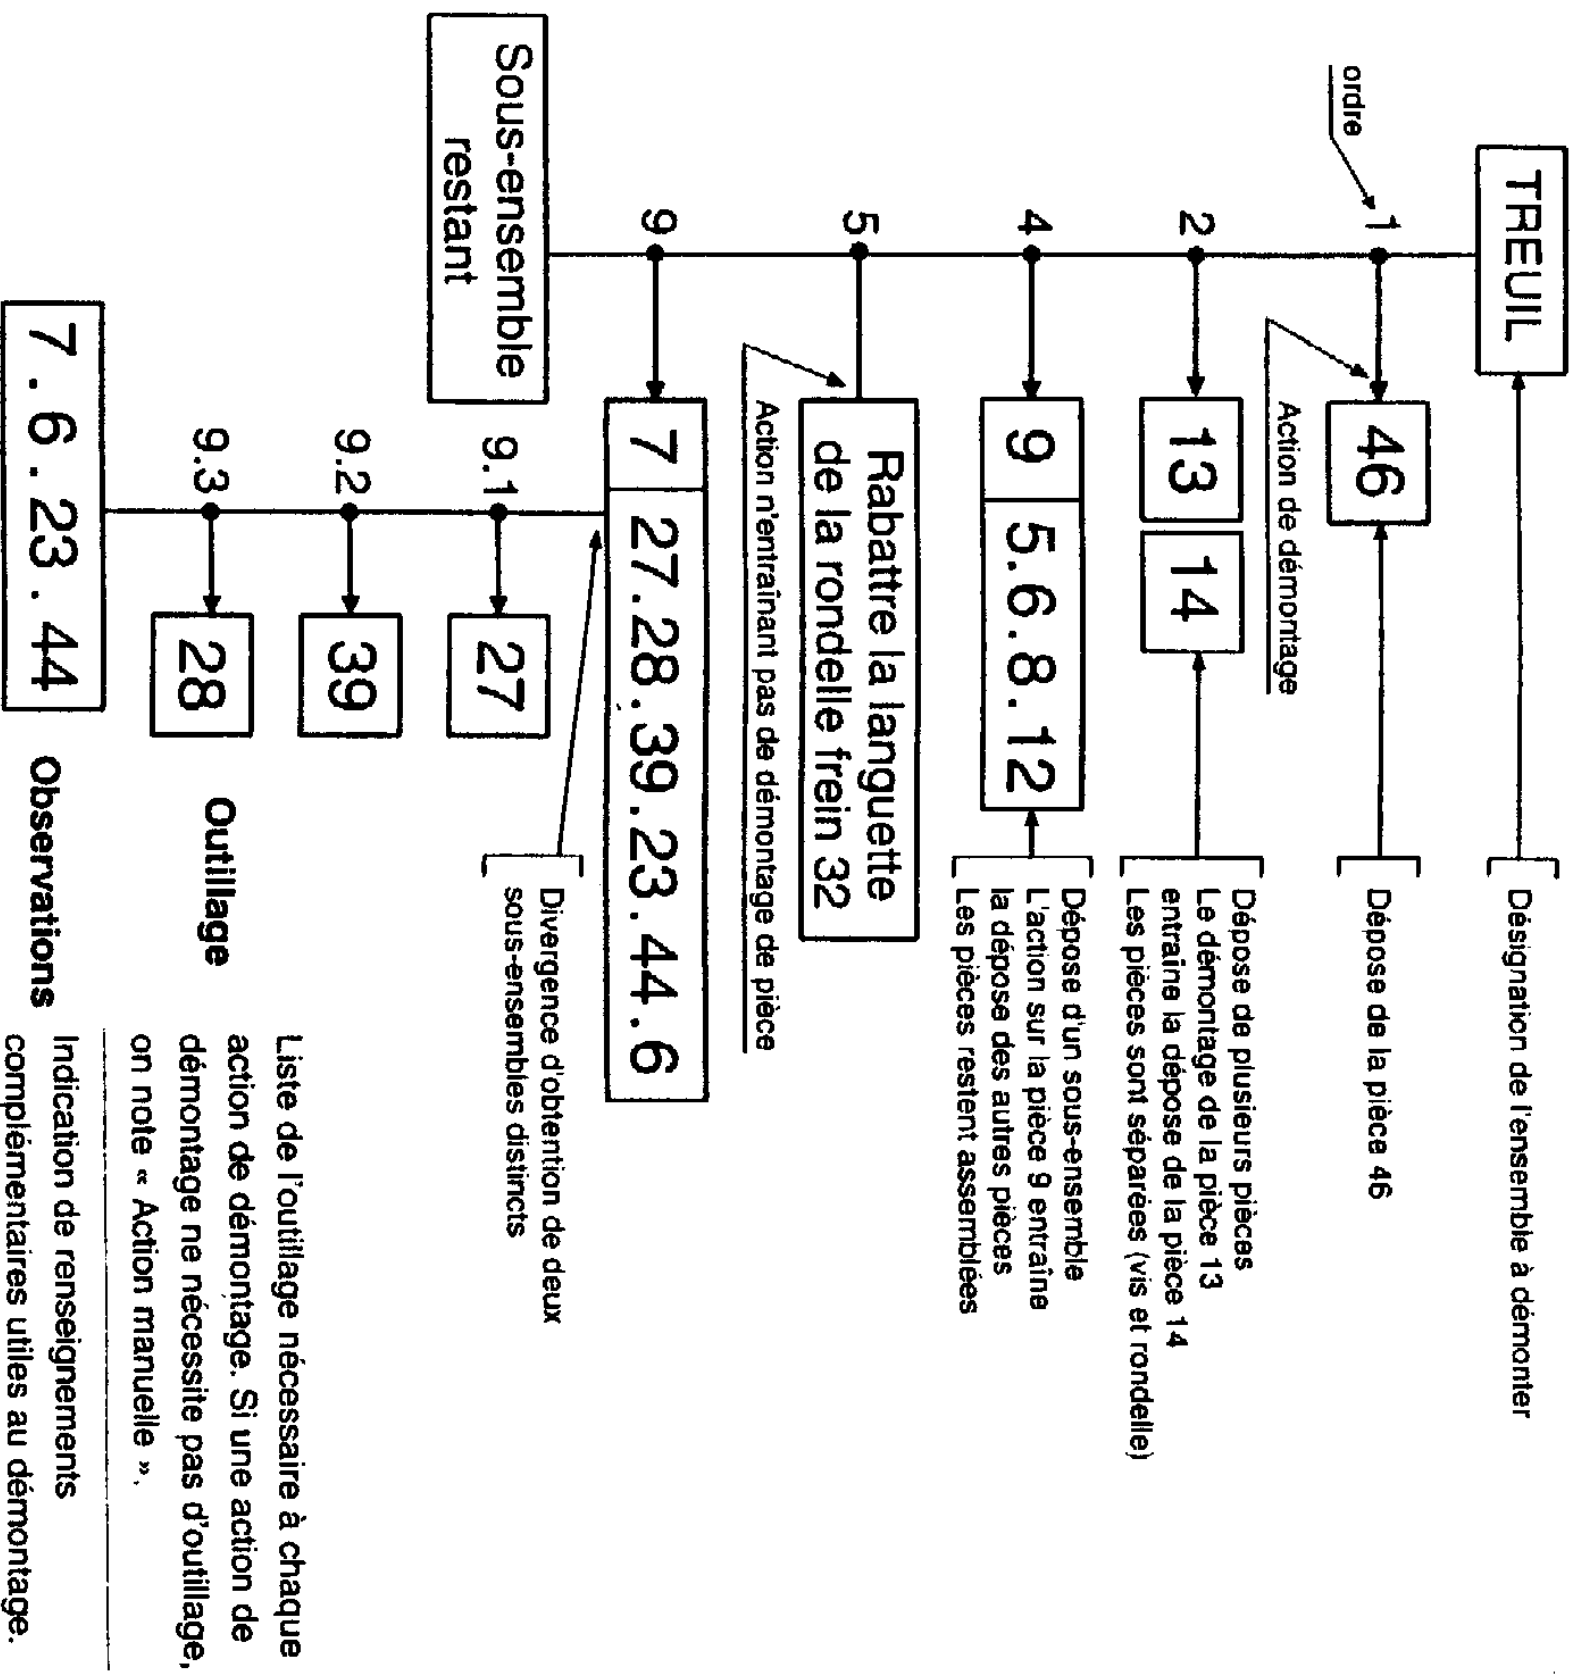 TREUIL
Désignation de l'ensemble à démonter
ordre
1
46
Dépose de la pièce 46
Action de démontage
2
13
14
Dépose de plusieurs pièces
Le démontage de la pièce 13
entraîne la dépose de la pièce 14
Les pièces sont séparées (vis et rondelle)
4
9
5.6.8.12
Dépose d'un sous-ensemble
L'action sur la pièce 9 entraîne
la dépose des autres pièces
Les pièces restent assemblées
5
Rabattre la languette
de la rondelle frein 32
Action n'entraînant pas de démontage de pièce
9
7
27.28.39.23.44.6
Divergence d'obtention de deux
sous-ensembles distincts
Sous-ensemble
restant
9.1
27
9.2
39
9.3
28
7.6.23.44
Outillage
Liste de l'outillage nécessaire à chaque
action de démontage. Si une action de
démontage ne nécessite pas d'outillage,
on note « Action manuelle ».
Observations
Indication de renseignements
complémentaires utiles au démontage.